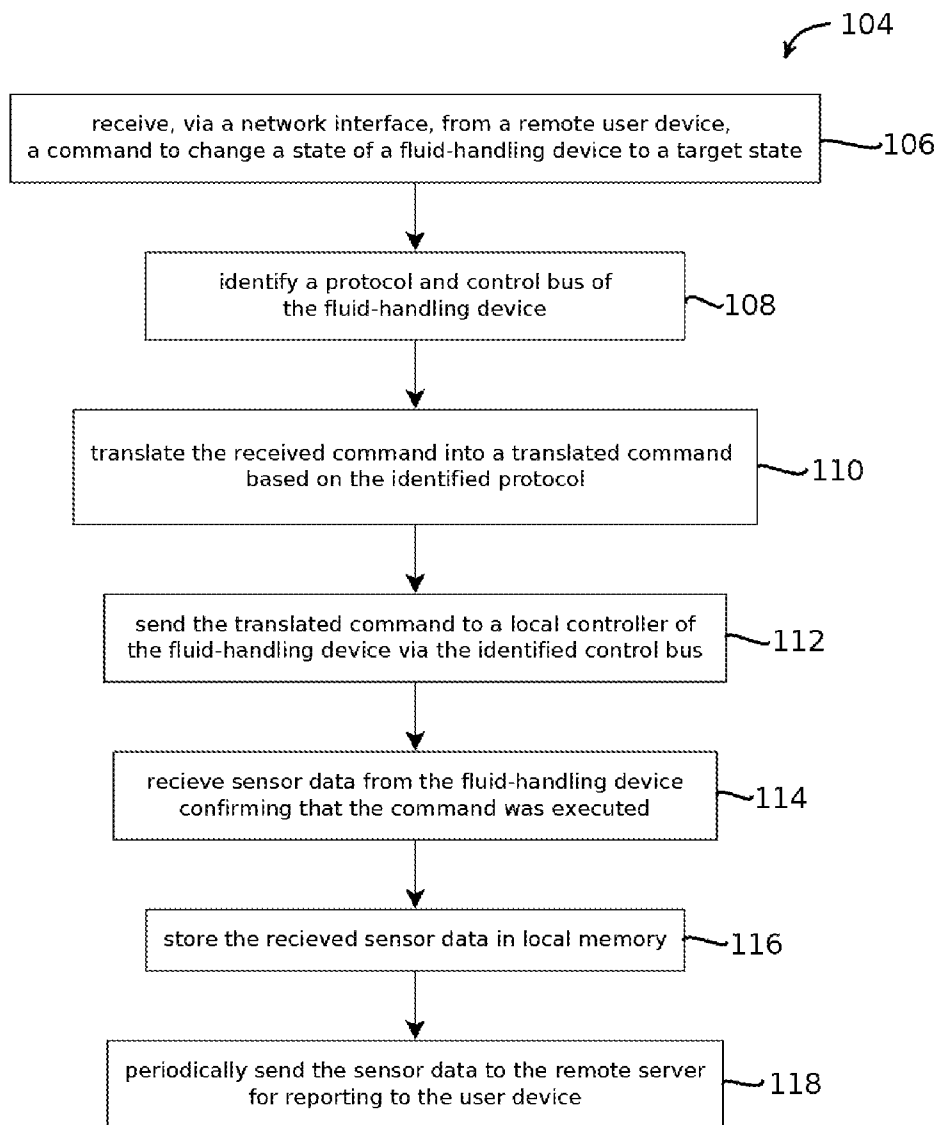 104
receive, via a network interface, from a remote user device,
a command to change a state of a fluid-handling device to a target state
106
identify a protocol and control bus of
the fluid-handling device
108
translate the received command into a translated command
based on the identified protocol
110
send the translated command to a local controller of
the fluid-handling device via the identified control bus
112
recieve sensor data from the fluid-handling device
confirming that the command was executed
114
store the recieved sensor data in local memory
116
periodically send the sensor data to the remote server
for reporting to the user device
118